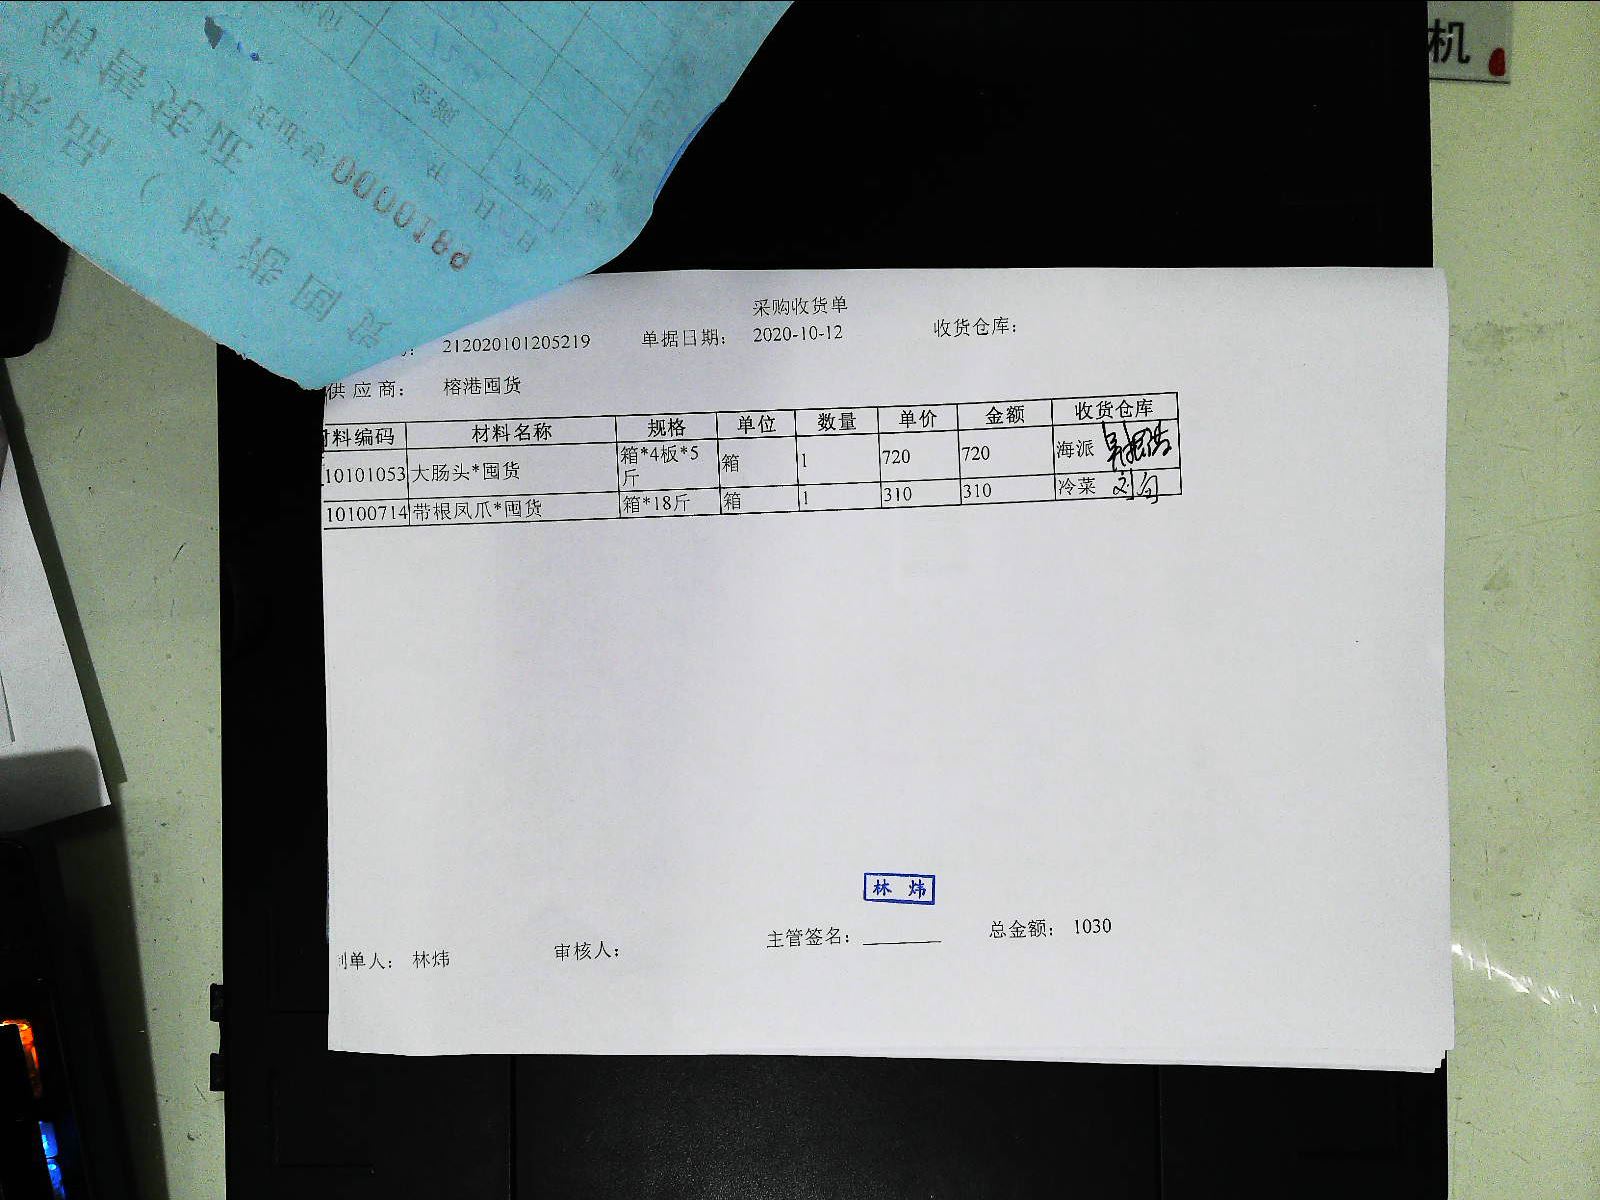 机
0000189
采购收货单
212020101205219 单据日期: 2020-10-12 收货仓库:
供应商: 榕港囤货
料编码 材料名称 规格 单位 数量 单价 金额 收货仓库
10101053 大肠头*囤货 箱*4板*5斤 箱 1 720 720 海派
10100714 带根凤爪*囤货 箱*18斤 箱 1 310 310 冷菜
林炜
制单人: 林炜 审核人: 主管签名: 总金额: 1030